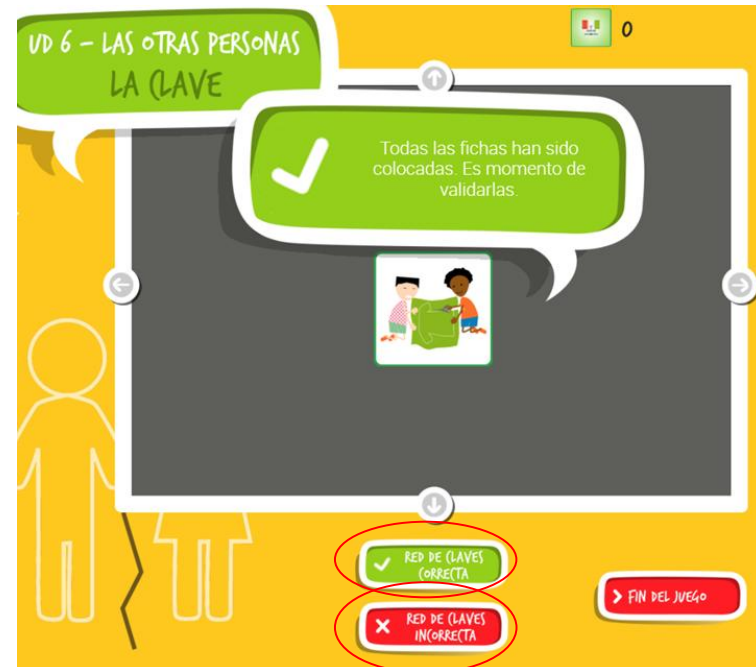 UD 6 – LAS OTRAS PERSONAS
LA CLAVE
0
Todas las fichas han sido
colocadas. Es momento de
validarlas.
RED DE CLAVES
CORRECTA
RED DE CLAVES
INCORRECTA
> FIN DEL JUEGO